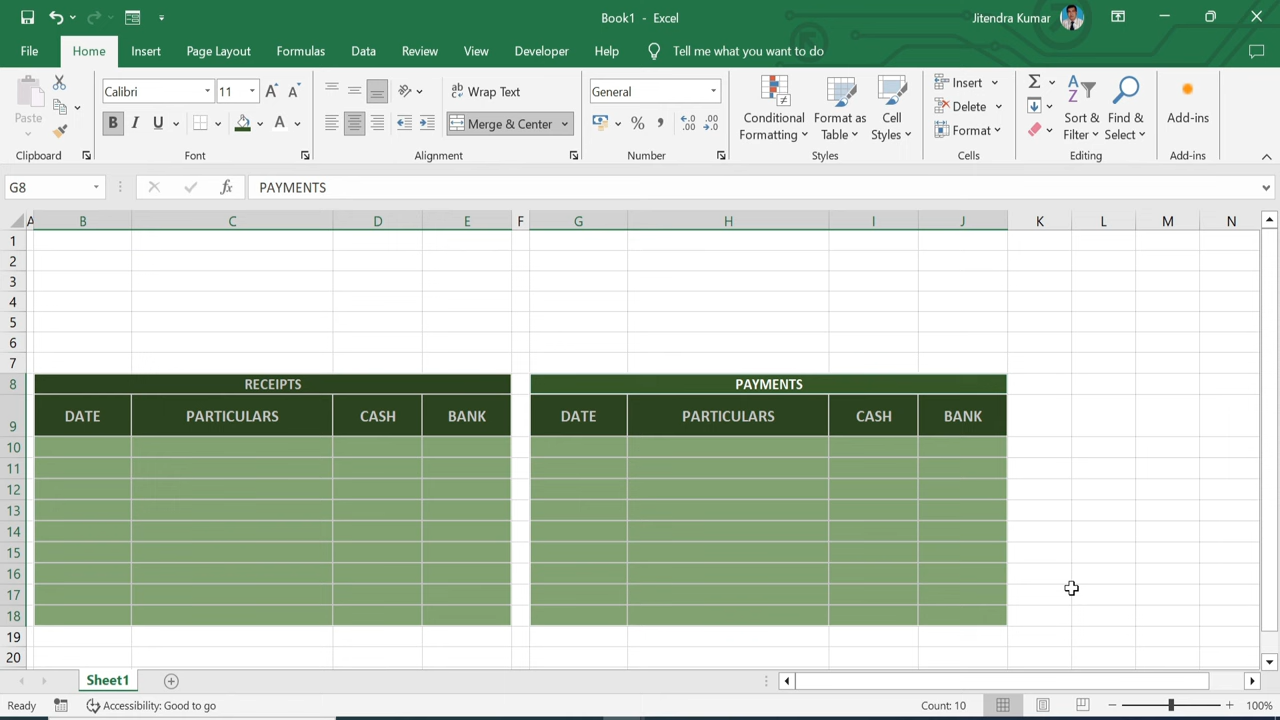 Book1 - Excel
Jitendra Kumar
File Home Insert Page Layout Formulas Data Review View Developer Help Tell me what you want to do
Paste
Clipboard
Calibri 11
B I U
Font
Wrap Text
Merge & Center
Alignment
General
Number
Conditional Formatting
Format as Table
Cell Styles
Styles
Insert
Delete
Format
Cells
Sort & Filter
Find & Select
Editing
Add-ins
Add-ins
G8 fx PAYMENTS
A B C D E F G H I J K L M N
1
2
3
4
5
6
7
8 RECEIPTS PAYMENTS
9 DATE PARTICULARS CASH BANK DATE PARTICULARS CASH BANK
10
11
12
13
14
15
16
17
18
19
20
Sheet1
Ready Accessibility: Good to go Count: 10 100%